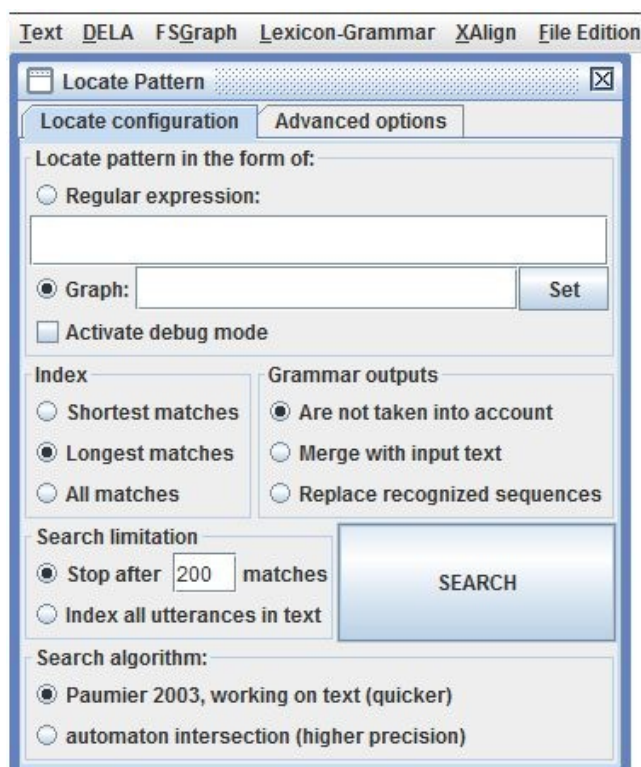 Text DELA FSGraph Lexicon-Grammar XAlign File Edition
Locate Pattern
Locate configuration Advanced options
Locate pattern in the form of:
Regular expression:
Graph: Set
Activate debug mode
Index Grammar outputs
Shortest matches Are not taken into account
Longest matches Merge with input text
All matches Replace recognized sequences
Search limitation
Stop after 200 matches SEARCH
Index all utterances in text
Search algorithm:
Paumier 2003, working on text (quicker)
automaton intersection (higher precision)